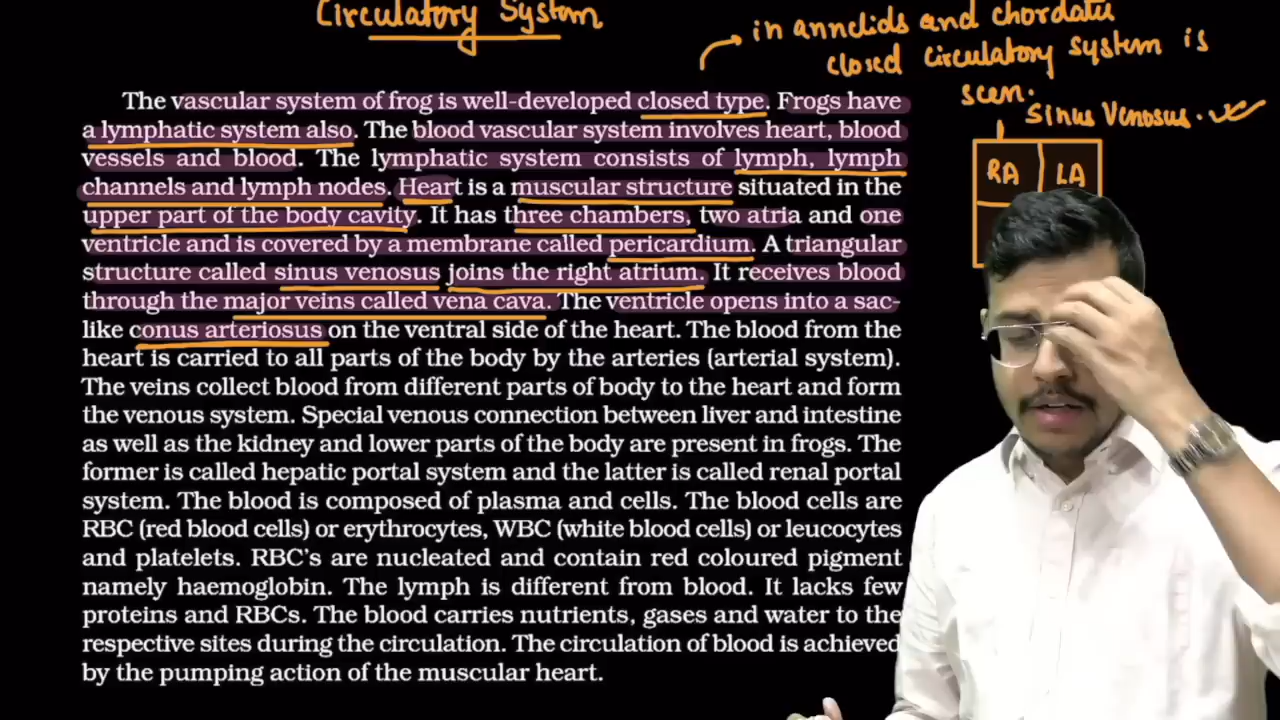 Circulatory System
in annelids and chordata
closed circulatory system is
seen.
Sinus Venosus.
RA LA
The vascular system of frog is well-developed closed type. Frogs have
a lymphatic system also. The blood vascular system involves heart, blood
vessels and blood. The lymphatic system consists of lymph, lymph
channels and lymph nodes. Heart is a muscular structure situated in the
upper part of the body cavity. It has three chambers, two atria and one
ventricle and is covered by a membrane called pericardium. A triangular
structure called sinus venosus joins the right atrium. It receives blood
through the major veins called vena cava. The ventricle opens into a sac-
like conus arteriosus on the ventral side of the heart. The blood from the
heart is carried to all parts of the body by the arteries (arterial system).
The veins collect blood from different parts of body to the heart and form
the venous system. Special venous connection between liver and intestine
as well as the kidney and lower parts of the body are present in frogs. The
former is called hepatic portal system and the latter is called renal portal
system. The blood is composed of plasma and cells. The blood cells are
RBC (red blood cells) or erythrocytes, WBC (white blood cells) or leucocytes
and platelets. RBC's are nucleated and contain red coloured pigment
namely haemoglobin. The lymph is different from blood. It lacks few
proteins and RBCs. The blood carries nutrients, gases and water to the
respective sites during the circulation. The circulation of blood is achieved
by the pumping action of the muscular heart.